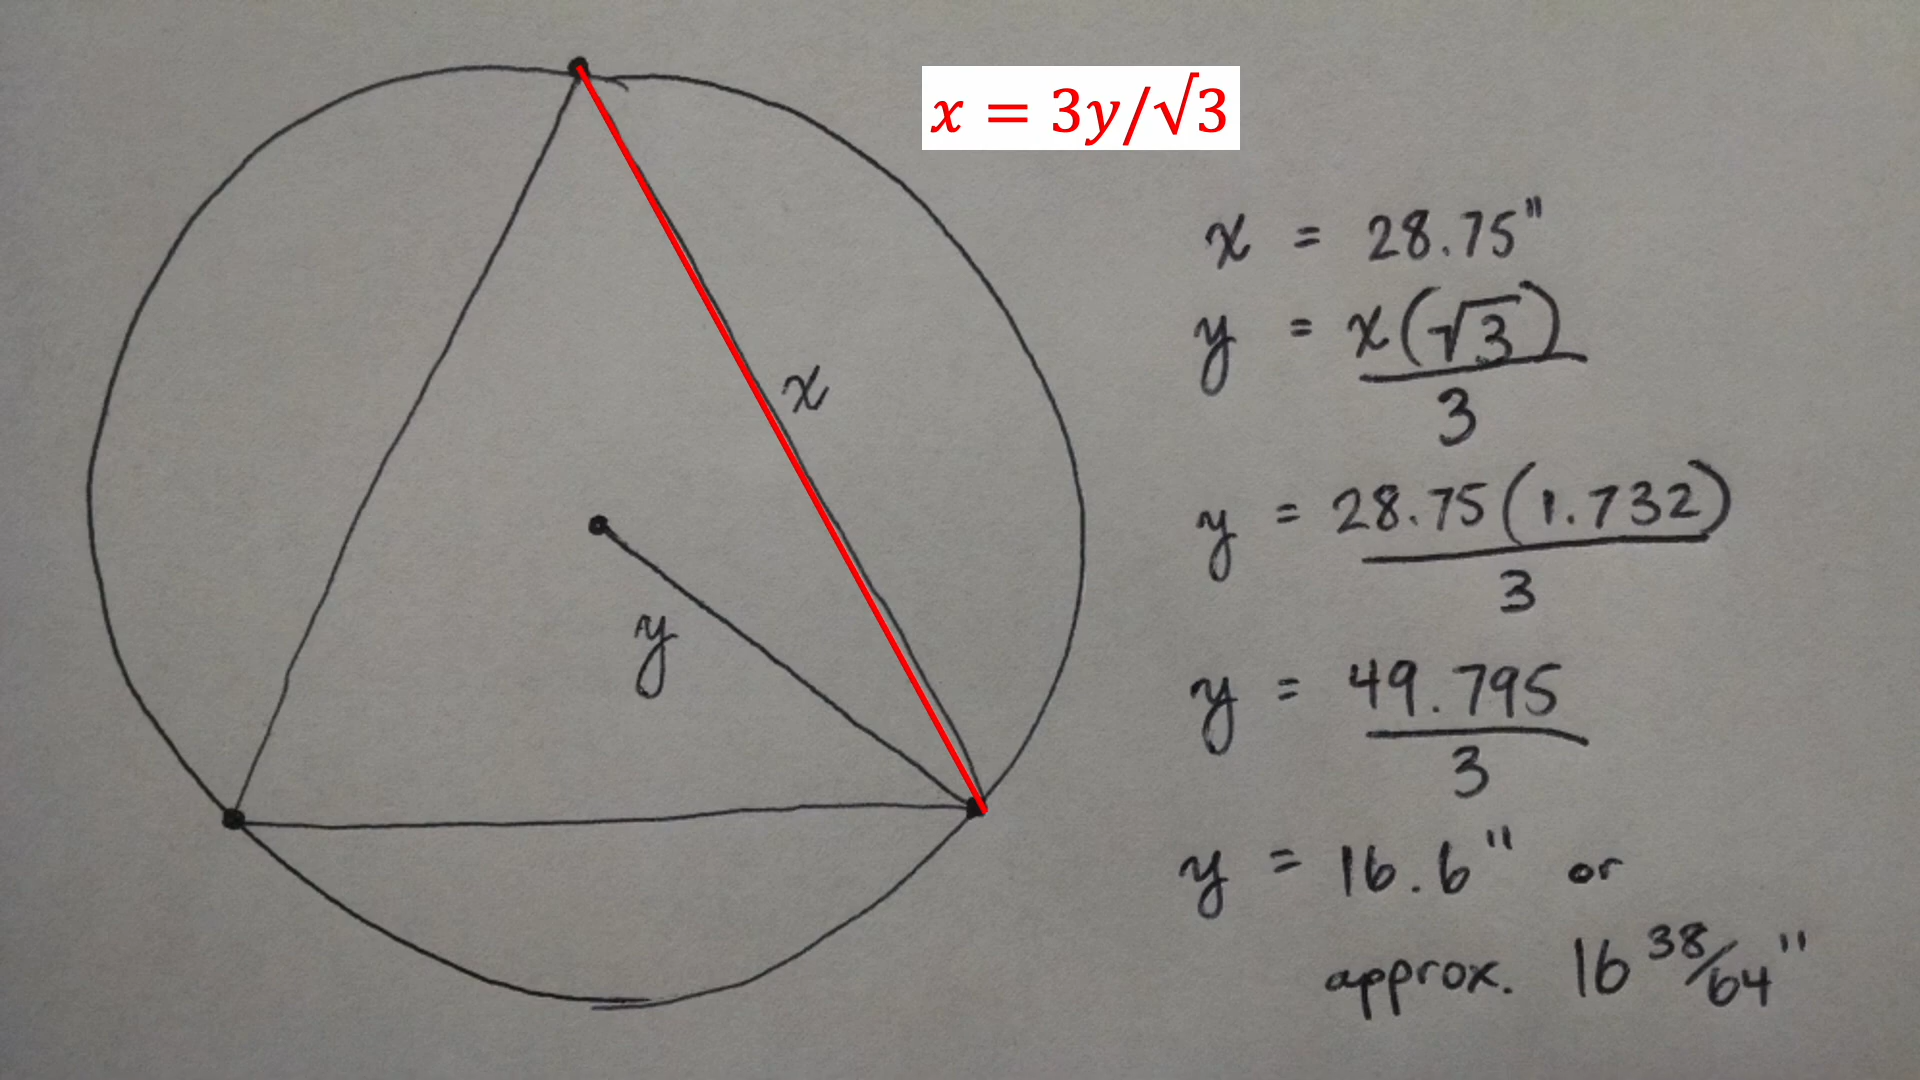 x = 3y/√3
x = 28.75"
y = x(√3)
3
y = 28.75(1.732)
3
y = 49.795
3
y = 16.6" or
approx. 16 38/64"
x
y